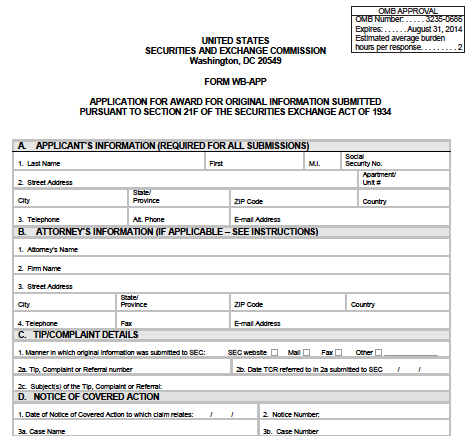 OMB APPROVAL
OMB Number: . . . . . 3235-0686
Expires: . . . . . . August 31, 2014
Estimated average burden
hours per response. . . . . . . . . 2
UNITED STATES
SECURITIES AND EXCHANGE COMMISSION
Washington, DC 20549
FORM WB-APP
APPLICATION FOR AWARD FOR ORIGINAL INFORMATION SUBMITTED
PURSUANT TO SECTION 21F OF THE SECURITIES EXCHANGE ACT OF 1934
A. APPLICANT'S INFORMATION (REQUIRED FOR ALL SUBMISSIONS)
1. Last Name First M.I. Social Security No.
2. Street Address Apartment/ Unit #
City State/ Province ZIP Code Country
3. Telephone Alt. Phone E-mail Address
B. ATTORNEY'S INFORMATION (IF APPLICABLE – SEE INSTRUCTIONS)
1. Attorney's Name
2. Firm Name
3. Street Address
City State/ Province ZIP Code Country
4. Telephone Fax E-mail Address
C. TIP/COMPLAINT DETAILS
1. Manner in which original information was submitted to SEC: SEC website ☐ Mail ☐ Fax ☐ Other ☐ ____________
2a. Tip, Complaint or Referral number 2b. Date TCR referred to in 2a submitted to SEC / /
2c. Subject(s) of the Tip, Complaint or Referral:
D. NOTICE OF COVERED ACTION
1. Date of Notice of Covered Action to which claim relates: / / 2. Notice Number:
3a. Case Name 3b. Case Number